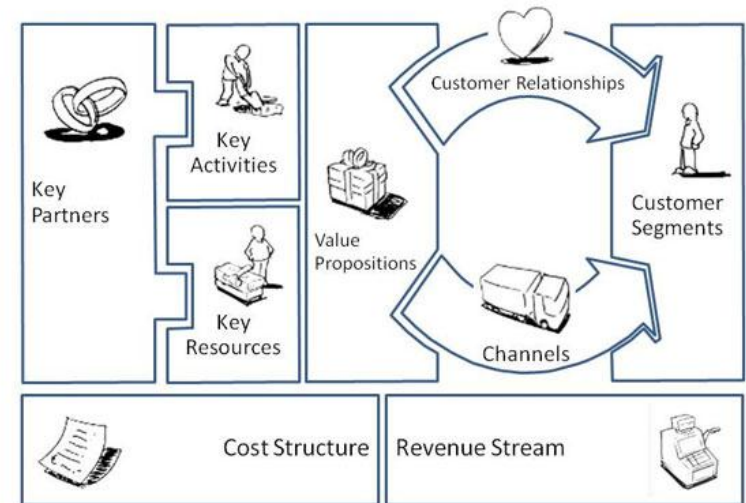 Key
Partners
Key
Activities
Key
Resources
Value
Propositions
Customer Relationships
Channels
Customer
Segments
Cost Structure
Revenue Stream